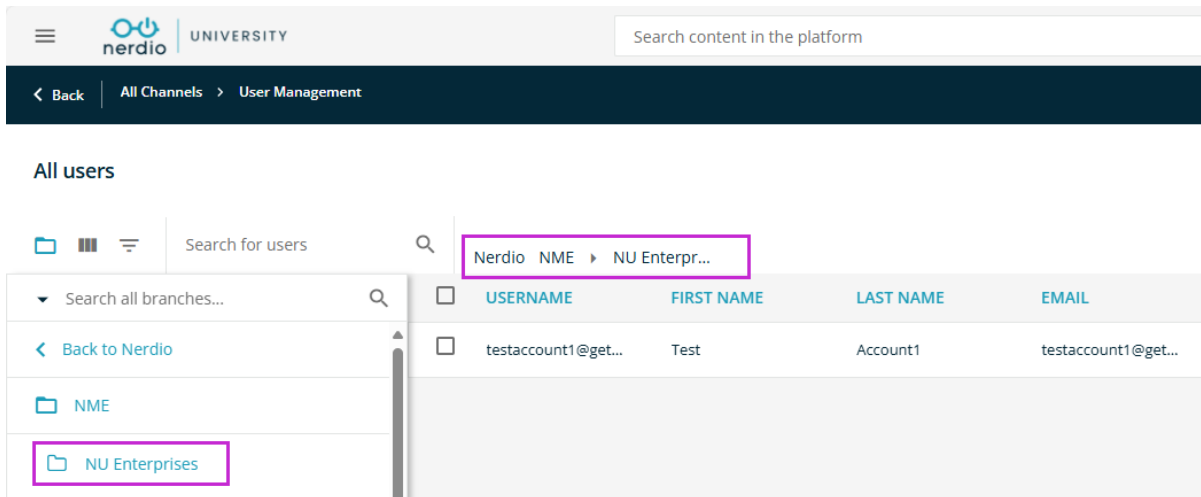 nerdio UNIVERSITY
Search content in the platform
Back
All Channels > User Management
All users
Search for users
Nerdio NME NU Enterpr...
Search all branches...
USERNAME FIRST NAME LAST NAME EMAIL
Back to Nerdio
testaccount1@get... Test Account1 testaccount1@get...
NME
NU Enterprises